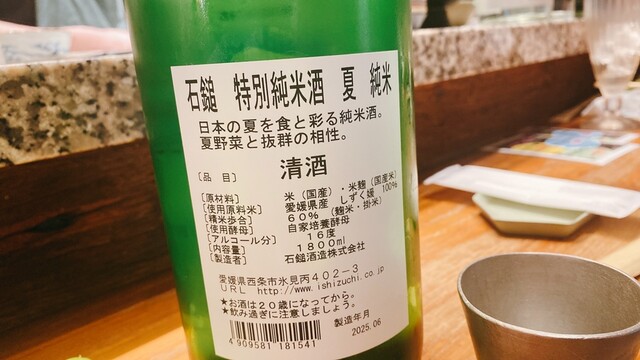 石鎚 特別純米酒 夏 純米
日本の夏を食と彩る純米酒。
夏野菜と抜群の相性。
〔品 目〕 清酒
〔原材料〕 米（国産）・米麹（国産米）
〔使用原料米〕 愛媛県産 しずく媛 100%
〔精米歩合〕 60% （麹米・掛米）
〔使用酵母〕 自家培養酵母
〔アルコール分〕 16度
〔内容量〕 1800ml
〔製造者〕 石鎚酒造株式会社
愛媛県西条市氷見丙402-3
URL http://www.ishizuchi.co.jp
★お酒は20歳になってから。
★飲み過ぎに注意しましょう。
製造年月
2025.06
4 909581 181541